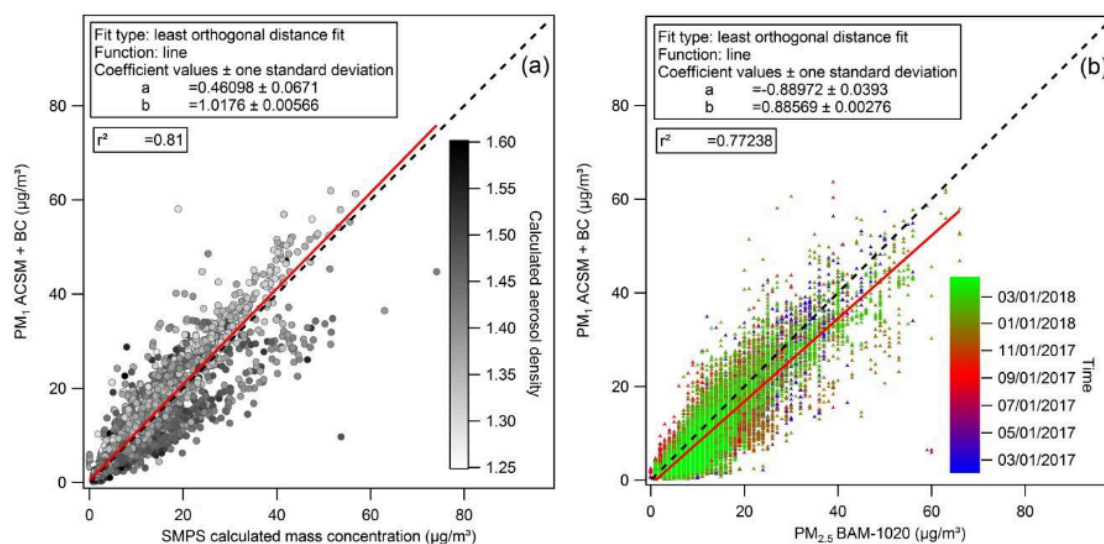 Fit type: least orthogonal distance fit
Function: line
Coefficient values ± one standard deviation
a =0.46098 ± 0.0671
b =1.0176 ± 0.00566
r² =0.81
(a)
80
60
40
20
0
PM₁ ACSM + BC (µg/m³)
0 20 40 60 80
SMPS calculated mass concentration (µg/m³)
1.60
1.55
1.50
1.45
1.40
1.35
1.30
1.25
Calculated aerosol density
Fit type: least orthogonal distance fit
Function: line
Coefficient values ± one standard deviation
a =-0.88972 ± 0.0393
b =0.88569 ± 0.00276
r² =0.77238
(b)
80
60
40
20
0
PM₁ ACSM + BC (µg/m³)
0 20 40 60 80
PM₂.₅ BAM-1020 (µg/m³)
03/01/2018
01/01/2018
11/01/2017
09/01/2017
07/01/2017
05/01/2017
03/01/2017
Time